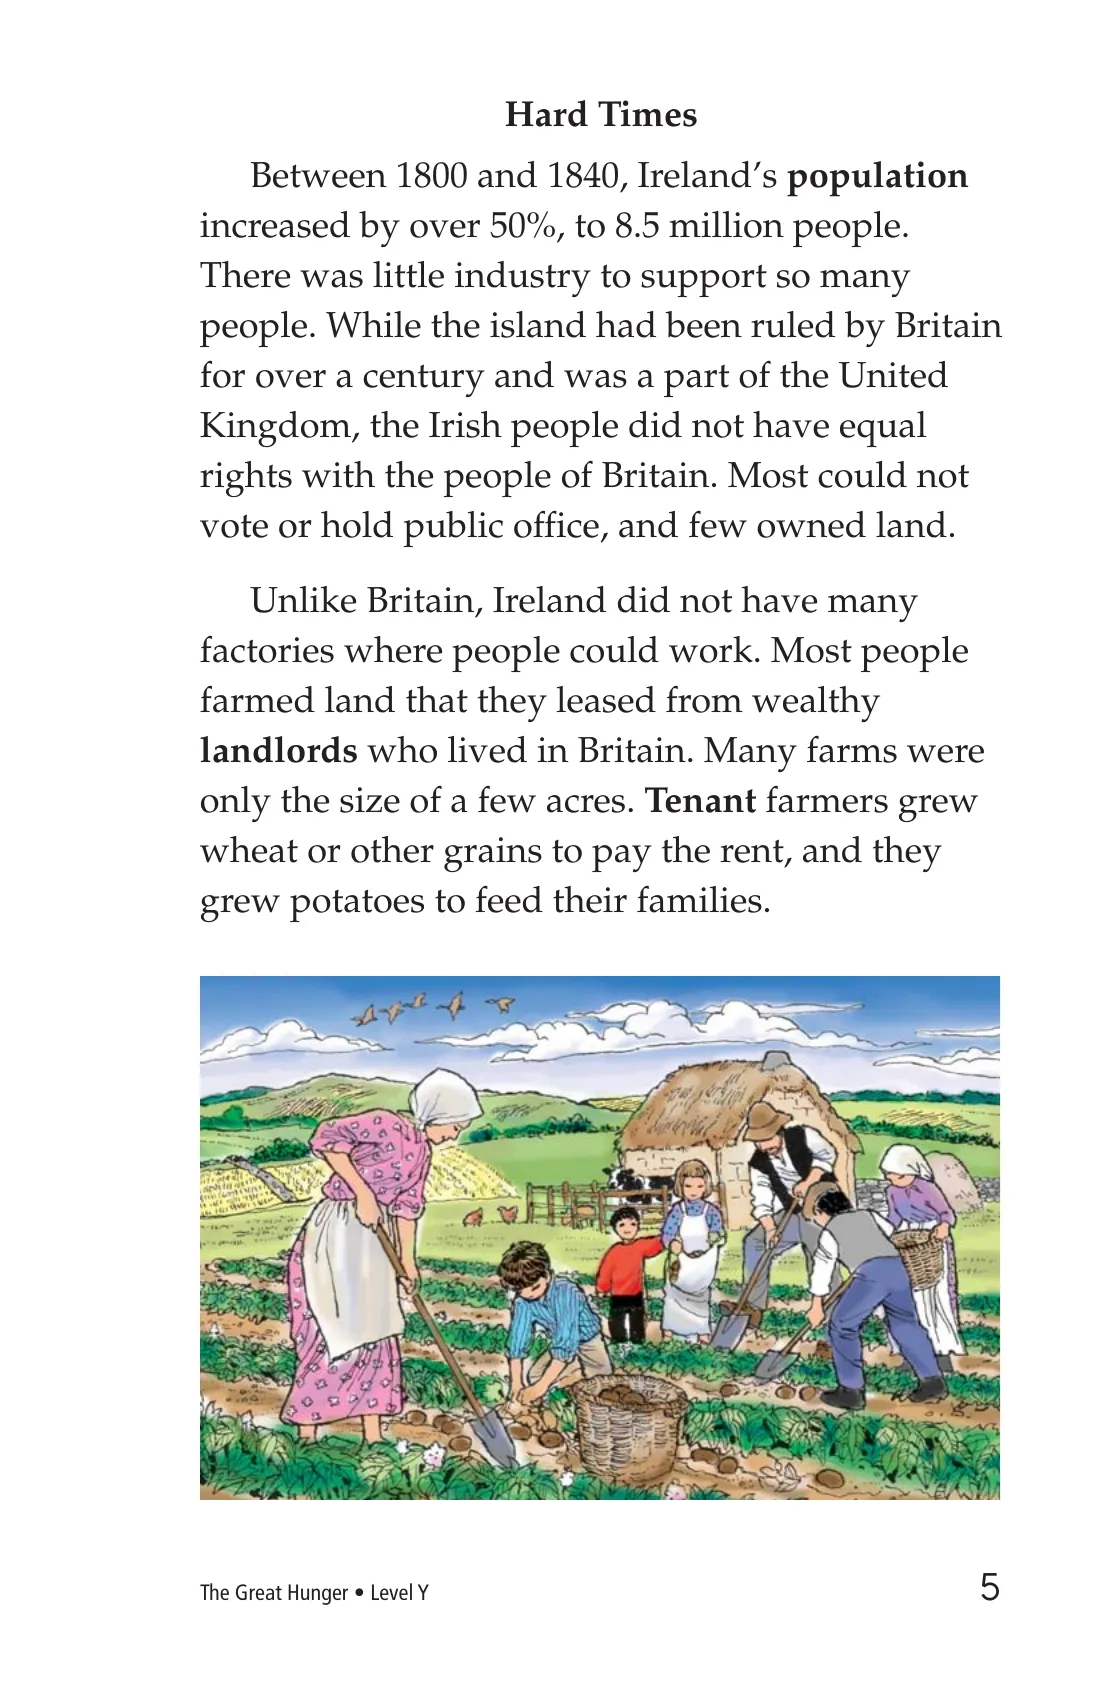 Hard Times
Between 1800 and 1840, Ireland’s population
increased by over 50%, to 8.5 million people.
There was little industry to support so many
people. While the island had been ruled by Britain
for over a century and was a part of the United
Kingdom, the Irish people did not have equal
rights with the people of Britain. Most could not
vote or hold public office, and few owned land.
Unlike Britain, Ireland did not have many
factories where people could work. Most people
farmed land that they leased from wealthy
landlords who lived in Britain. Many farms were
only the size of a few acres. Tenant farmers grew
wheat or other grains to pay the rent, and they
grew potatoes to feed their families.
The Great Hunger • Level Y
5